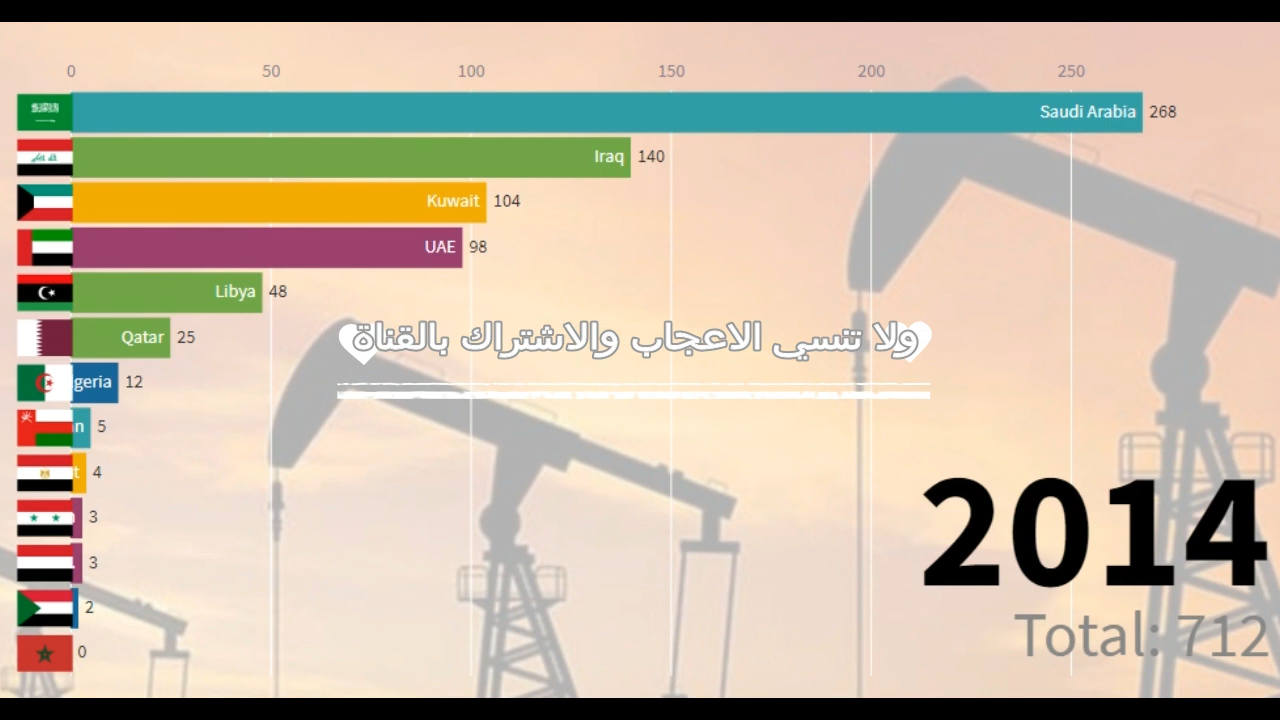 0 50 100 150 200 250
Saudi Arabia 268
Iraq 140
Kuwait 104
UAE 98
Libya 48
Qatar 25
ولا تنسي الاعجاب والاشتراك بالقناة
geria 12
n 5
t 4
3
3
2
0
2014
Total: 712